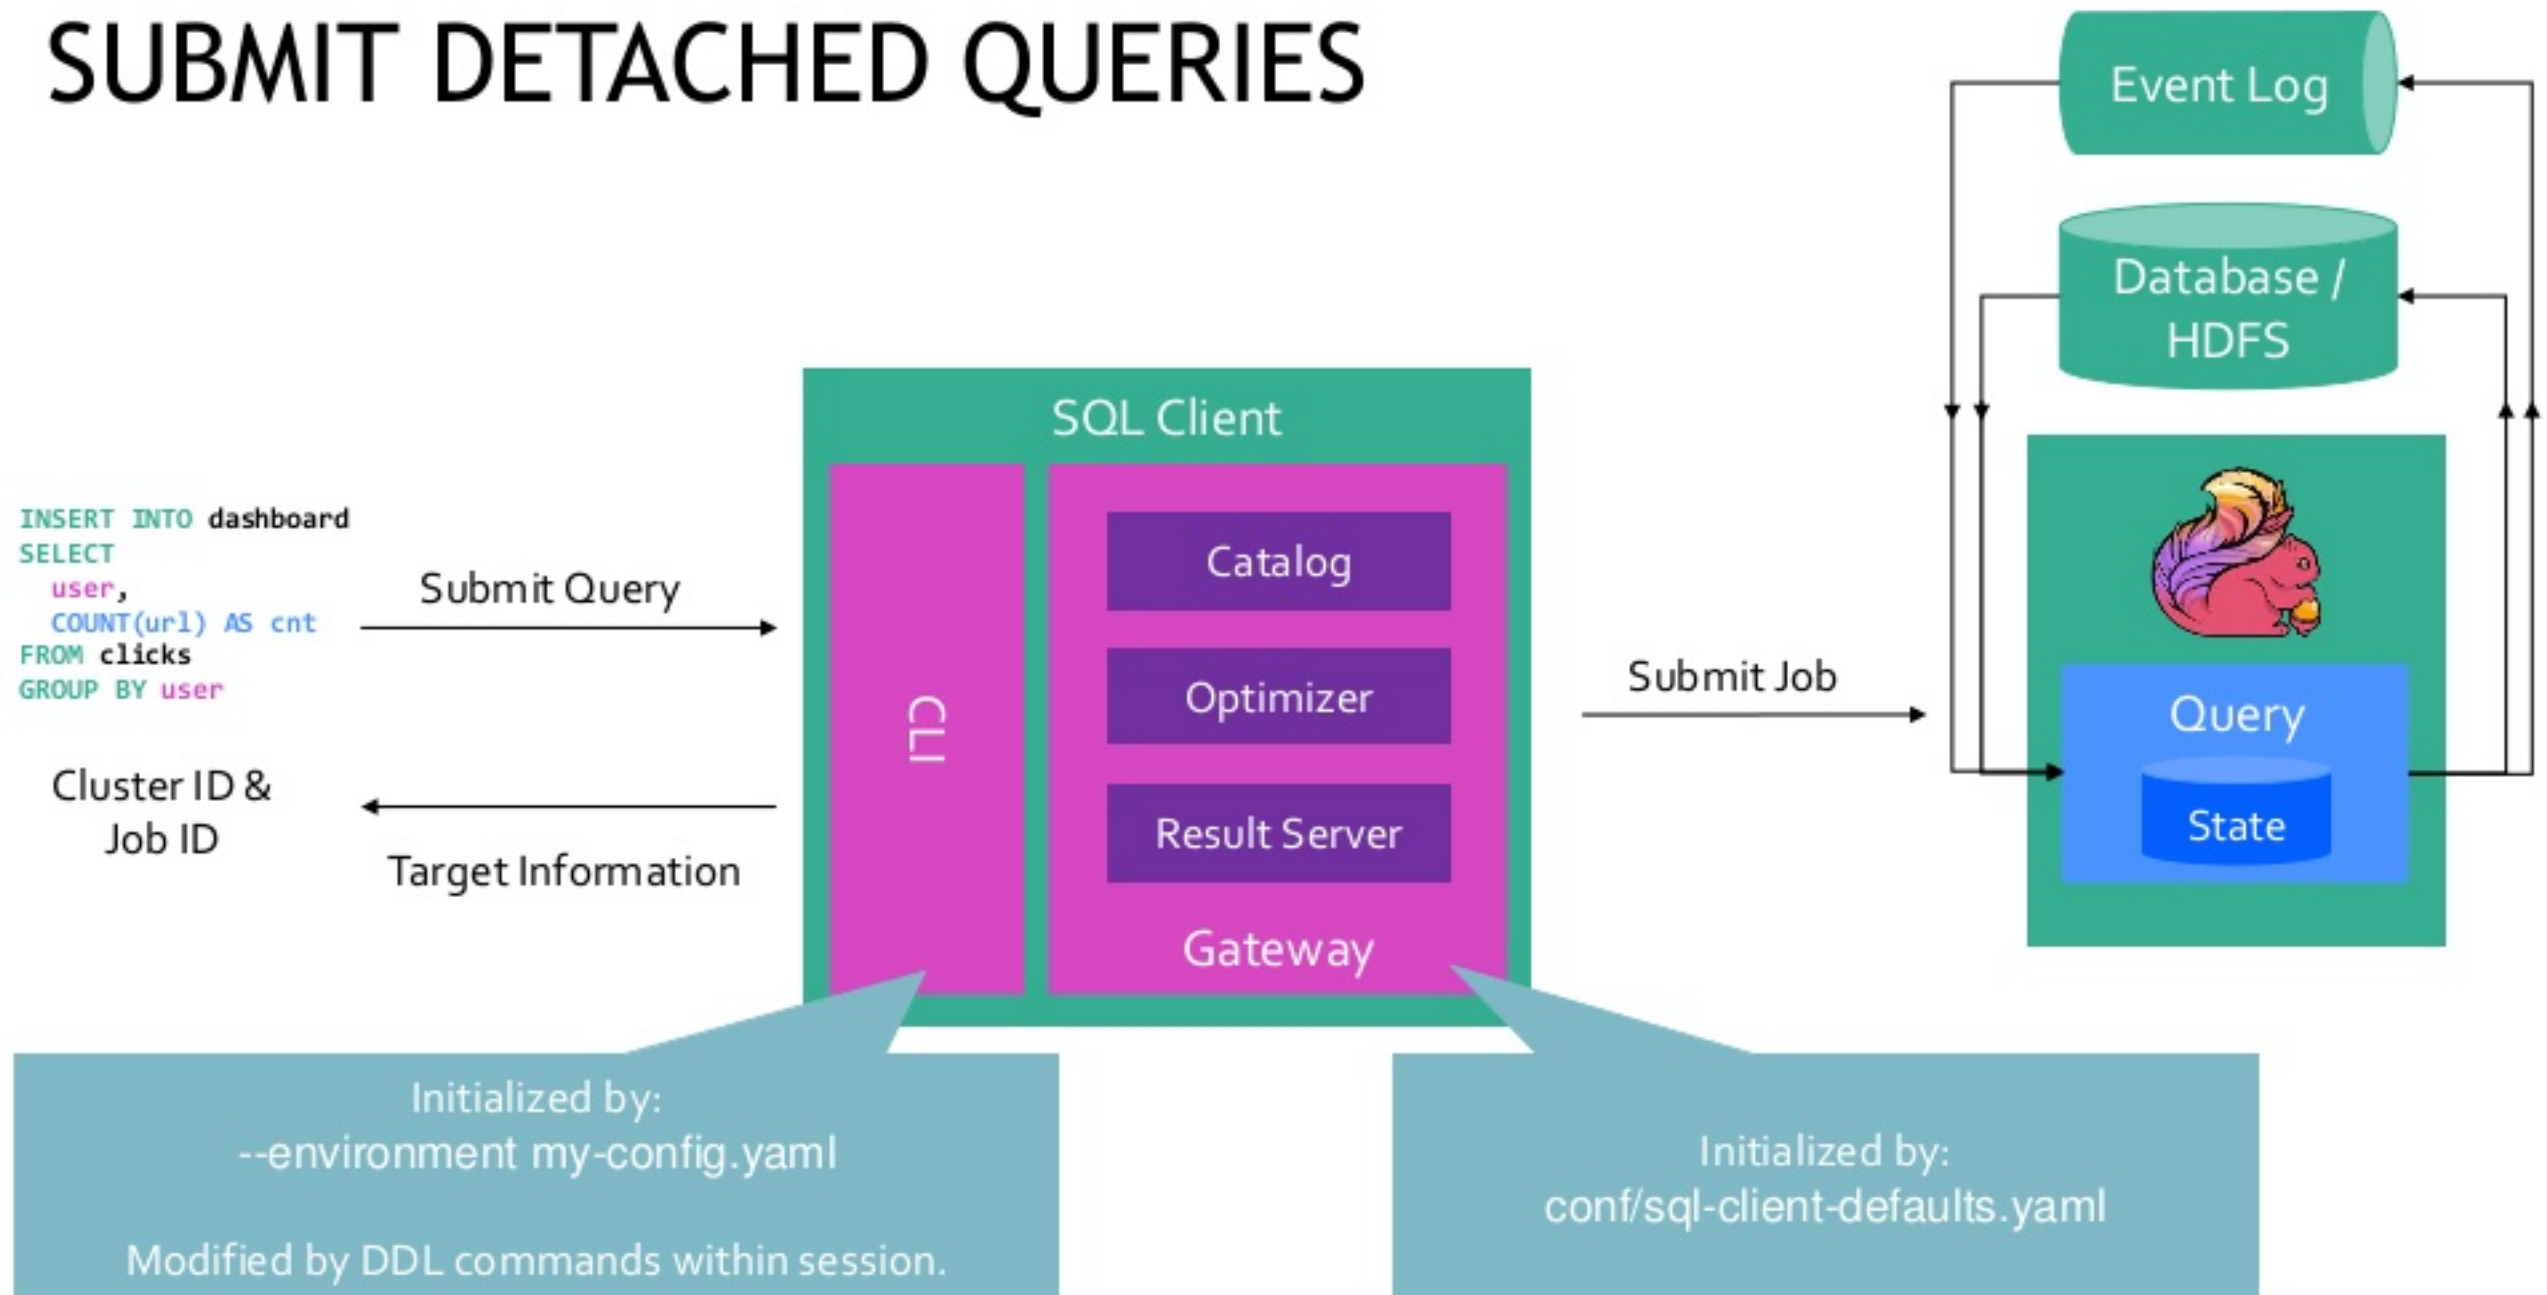 SUBMIT DETACHED QUERIES
Event Log
Database /
HDFS
SQL Client
INSERT INTO dashboard
SELECT
user,
COUNT(url) AS cnt
FROM clicks
GROUP BY user
Submit Query
Cluster ID &
Job ID
Target Information
CLI
Catalog
Optimizer
Result Server
Gateway
Submit Job
Query
State
Initialized by:
--environment my-config.yaml
Modified by DDL commands within session.
Initialized by:
conf/sql-client-defaults.yaml